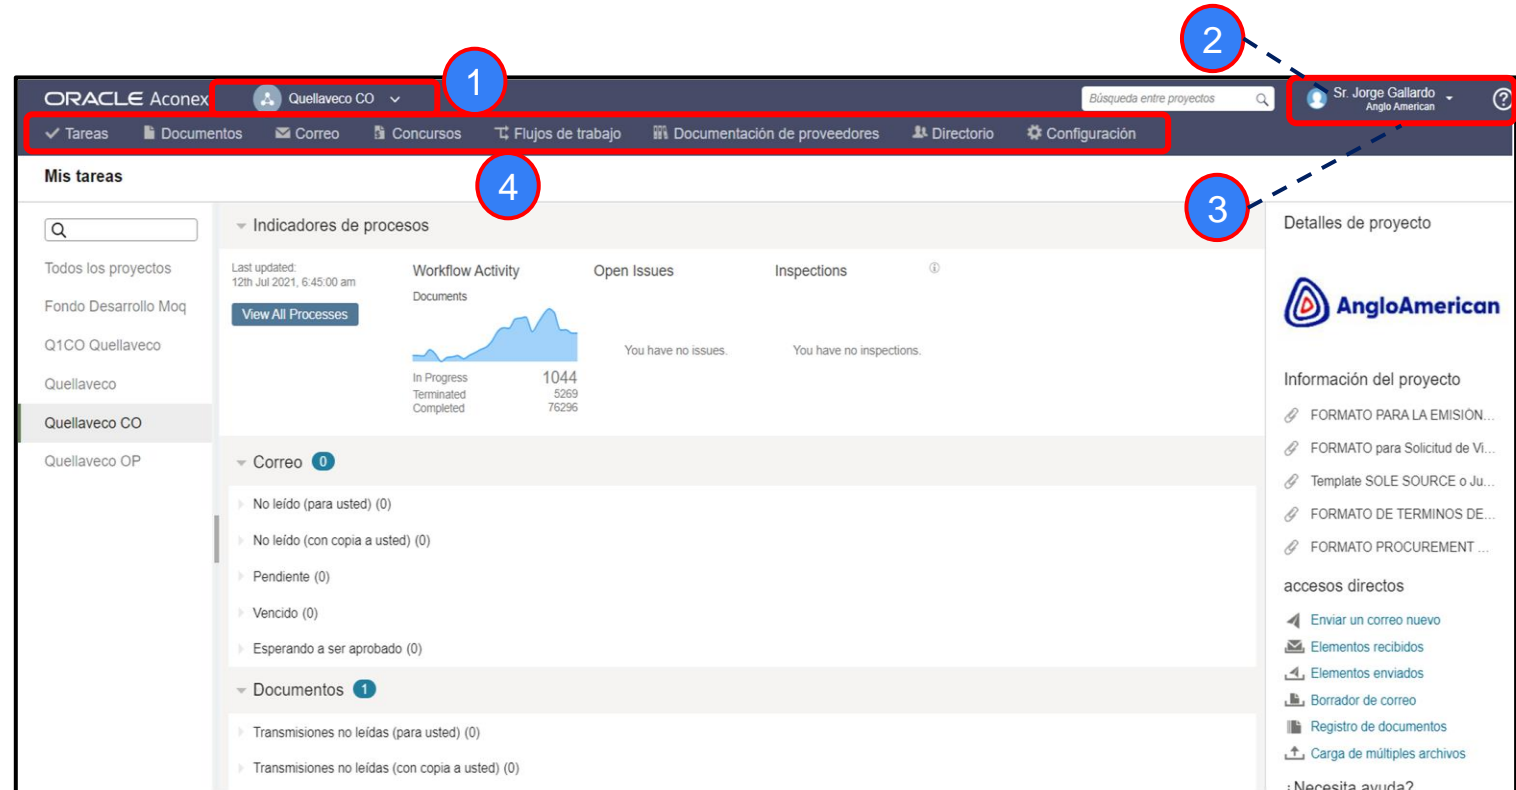 2
1
ORACLE Aconex
Quellaveco CO
Búsqueda entre proyectos
Sr. Jorge Gallardo
Anglo American
Tareas
Documentos
Correo
Concursos
Flujos de trabajo
Documentación de proveedores
Directorio
Configuración
Mis tareas
4
3
Todos los proyectos
Fondo Desarrollo Moq
Q1CO Quellaveco
Quellaveco
Quellaveco CO
Quellaveco OP
Indicadores de procesos
Last updated:
12th Jul 2021, 6:45:00 am
View All Processes
Workflow Activity
Documents
In Progress 1044
Terminated 5269
Completed 76296
Open Issues
You have no issues.
Inspections
You have no inspections.
Correo 0
No leído (para usted) (0)
No leído (con copia a usted) (0)
Pendiente (0)
Vencido (0)
Esperando a ser aprobado (0)
Documentos 1
Transmisiones no leídas (para usted) (0)
Transmisiones no leídas (con copia a usted) (0)
Detalles de proyecto
AngloAmerican
Información del proyecto
FORMATO PARA LA EMISIÓN...
FORMATO para Solicitud de Vi...
Template SOLE SOURCE o Ju...
FORMATO DE TERMINOS DE...
FORMATO PROCUREMENT ...
accesos directos
Enviar un correo nuevo
Elementos recibidos
Elementos enviados
Borrador de correo
Registro de documentos
Carga de múltiples archivos
¿Necesita ayuda?